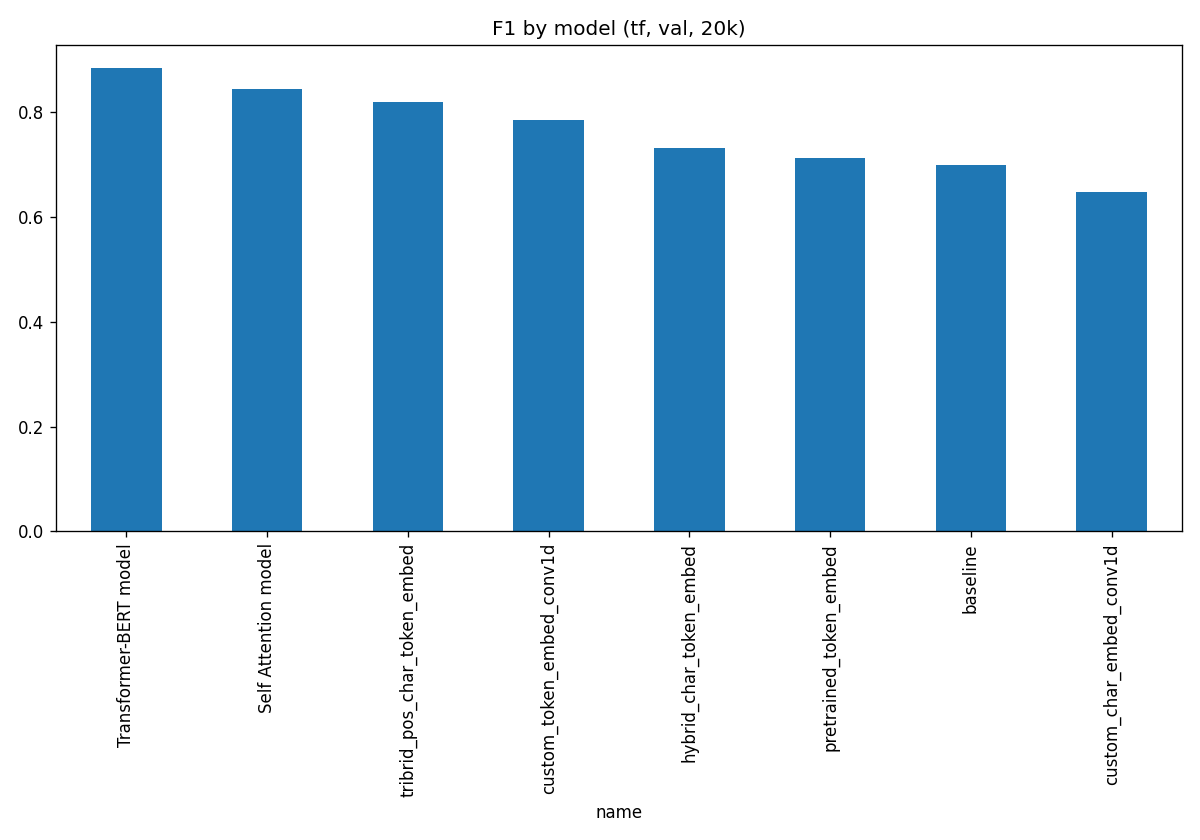 F1 by model (tf, val, 20k)
0.8
0.6
0.4
0.2
0.0
Transformer-BERT model
Self Attention model
tribrid_pos_char_token_embed
custom_token_embed_conv1d
hybrid_char_token_embed
pretrained_token_embed
baseline
custom_char_embed_conv1d
name